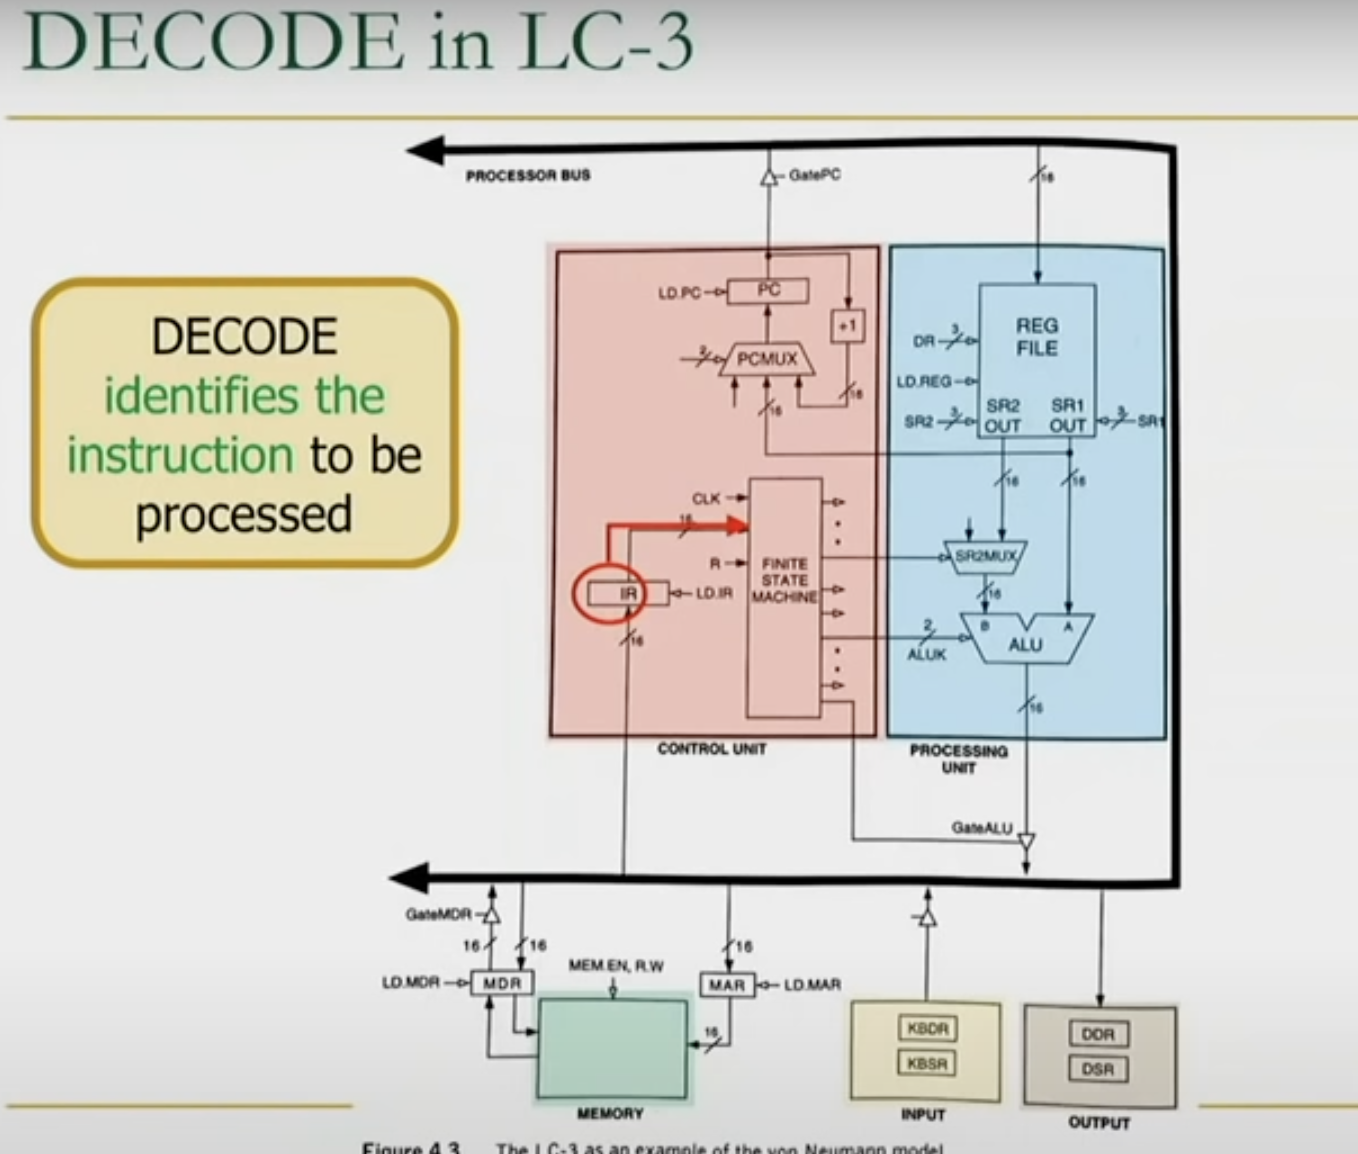 DECODE in LC-3
PROCESSOR BUS
GatePC
16
DECODE
identifies the
instruction to be
processed
LD.PC
PC
+1
2
PCMUX
16
16
DR
3
REG
FILE
LD.REG
SR2
3
SR2
OUT
SR1
OUT
3
SR1
16
16
CLK
16
R
FINITE
STATE
MACHINE
IR
LD.IR
16
SR2MUX
16
B
A
ALU
2
ALUK
16
CONTROL UNIT
PROCESSING
UNIT
GateALU
GateMDR
16
16
16
LD.MDR
MDR
MEM.EN, R.W
MAR
LD.MAR
16
KBDR
KBSR
DDR
DSR
MEMORY
INPUT
OUTPUT
Figure 4.3 The LC-3 as an example of the von Neumann model